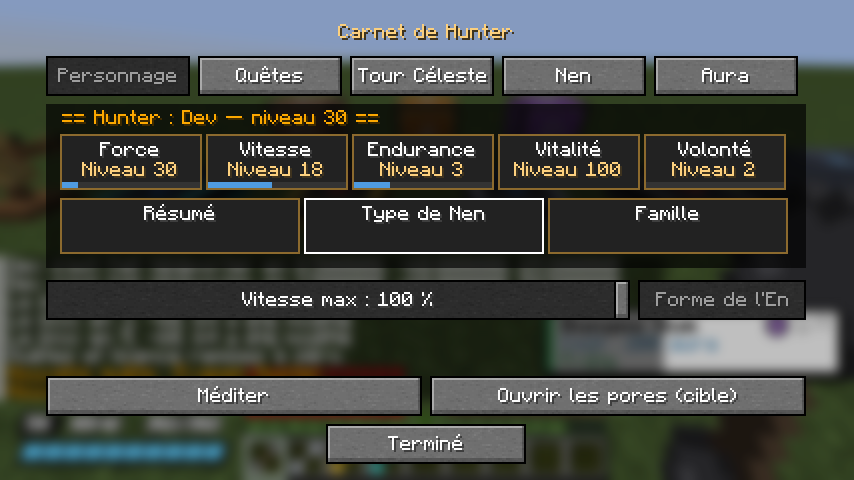 Carnet de Hunter
Personnage
Quêtes
Tour Céleste
Nen
Aura
== Hunter : Dev — niveau 30 ==
Force
Niveau 30
Vitesse
Niveau 18
Endurance
Niveau 3
Vitalité
Niveau 100
Volonté
Niveau 2
Résumé
Type de Nen
Famille
Vitesse max : 100 %
Forme de l'En
Méditer
Ouvrir les pores (cible)
Terminé